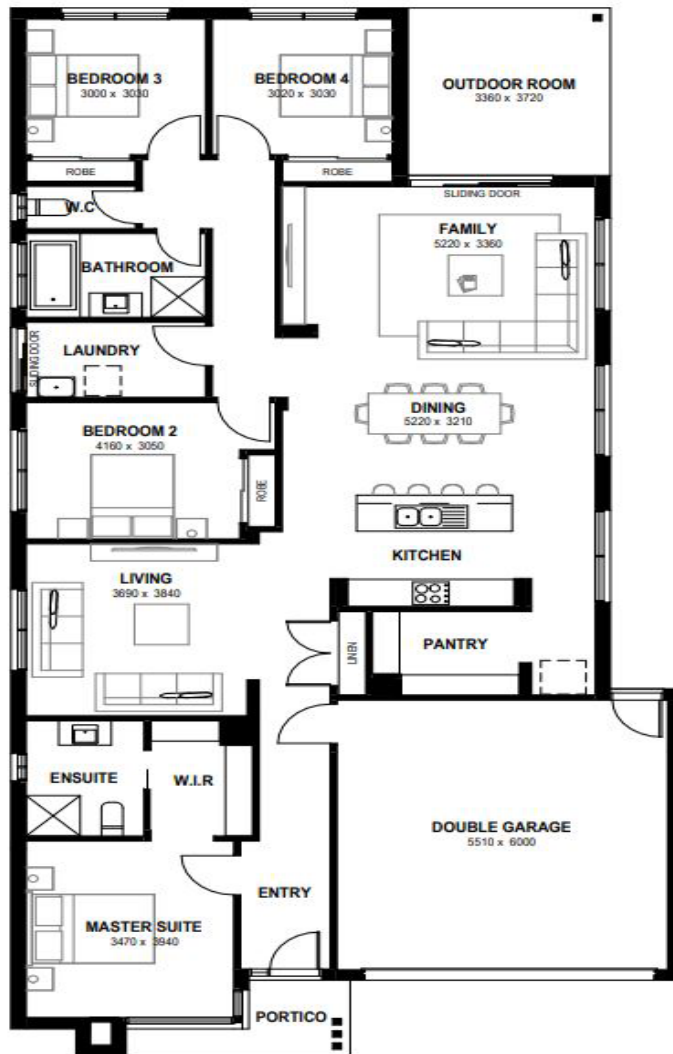 BEDROOM 3
3000 x 3030
BEDROOM 4
3020 x 3030
OUTDOOR ROOM
3360 x 3720
ROBE
ROBE
SLIDING DOOR
W.C
FAMILY
5220 x 3360
BATHROOM
SLIDING DOOR
LAUNDRY
DINING
5220 x 3210
BEDROOM 2
4160 x 3050
ROBE
KITCHEN
LIVING
3690 x 3840
LINEN
PANTRY
ENSUITE
W.I.R
DOUBLE GARAGE
5510 x 6000
ENTRY
MASTER SUITE
3470 x 3940
PORTICO